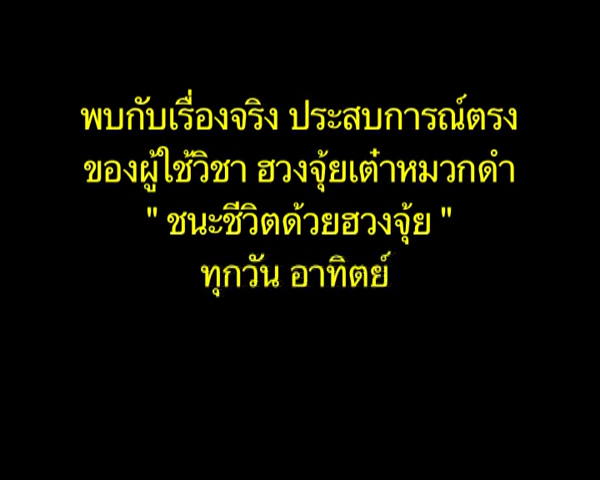 พบกับเรื่องจริง ประสบการณ์ตรง
ของผู้ใช้วิชา ฮวงจุ้ยเต๋าหมวกดำ
" ชนะชีวิตด้วยฮวงจุ้ย "
ทุกวัน อาทิตย์